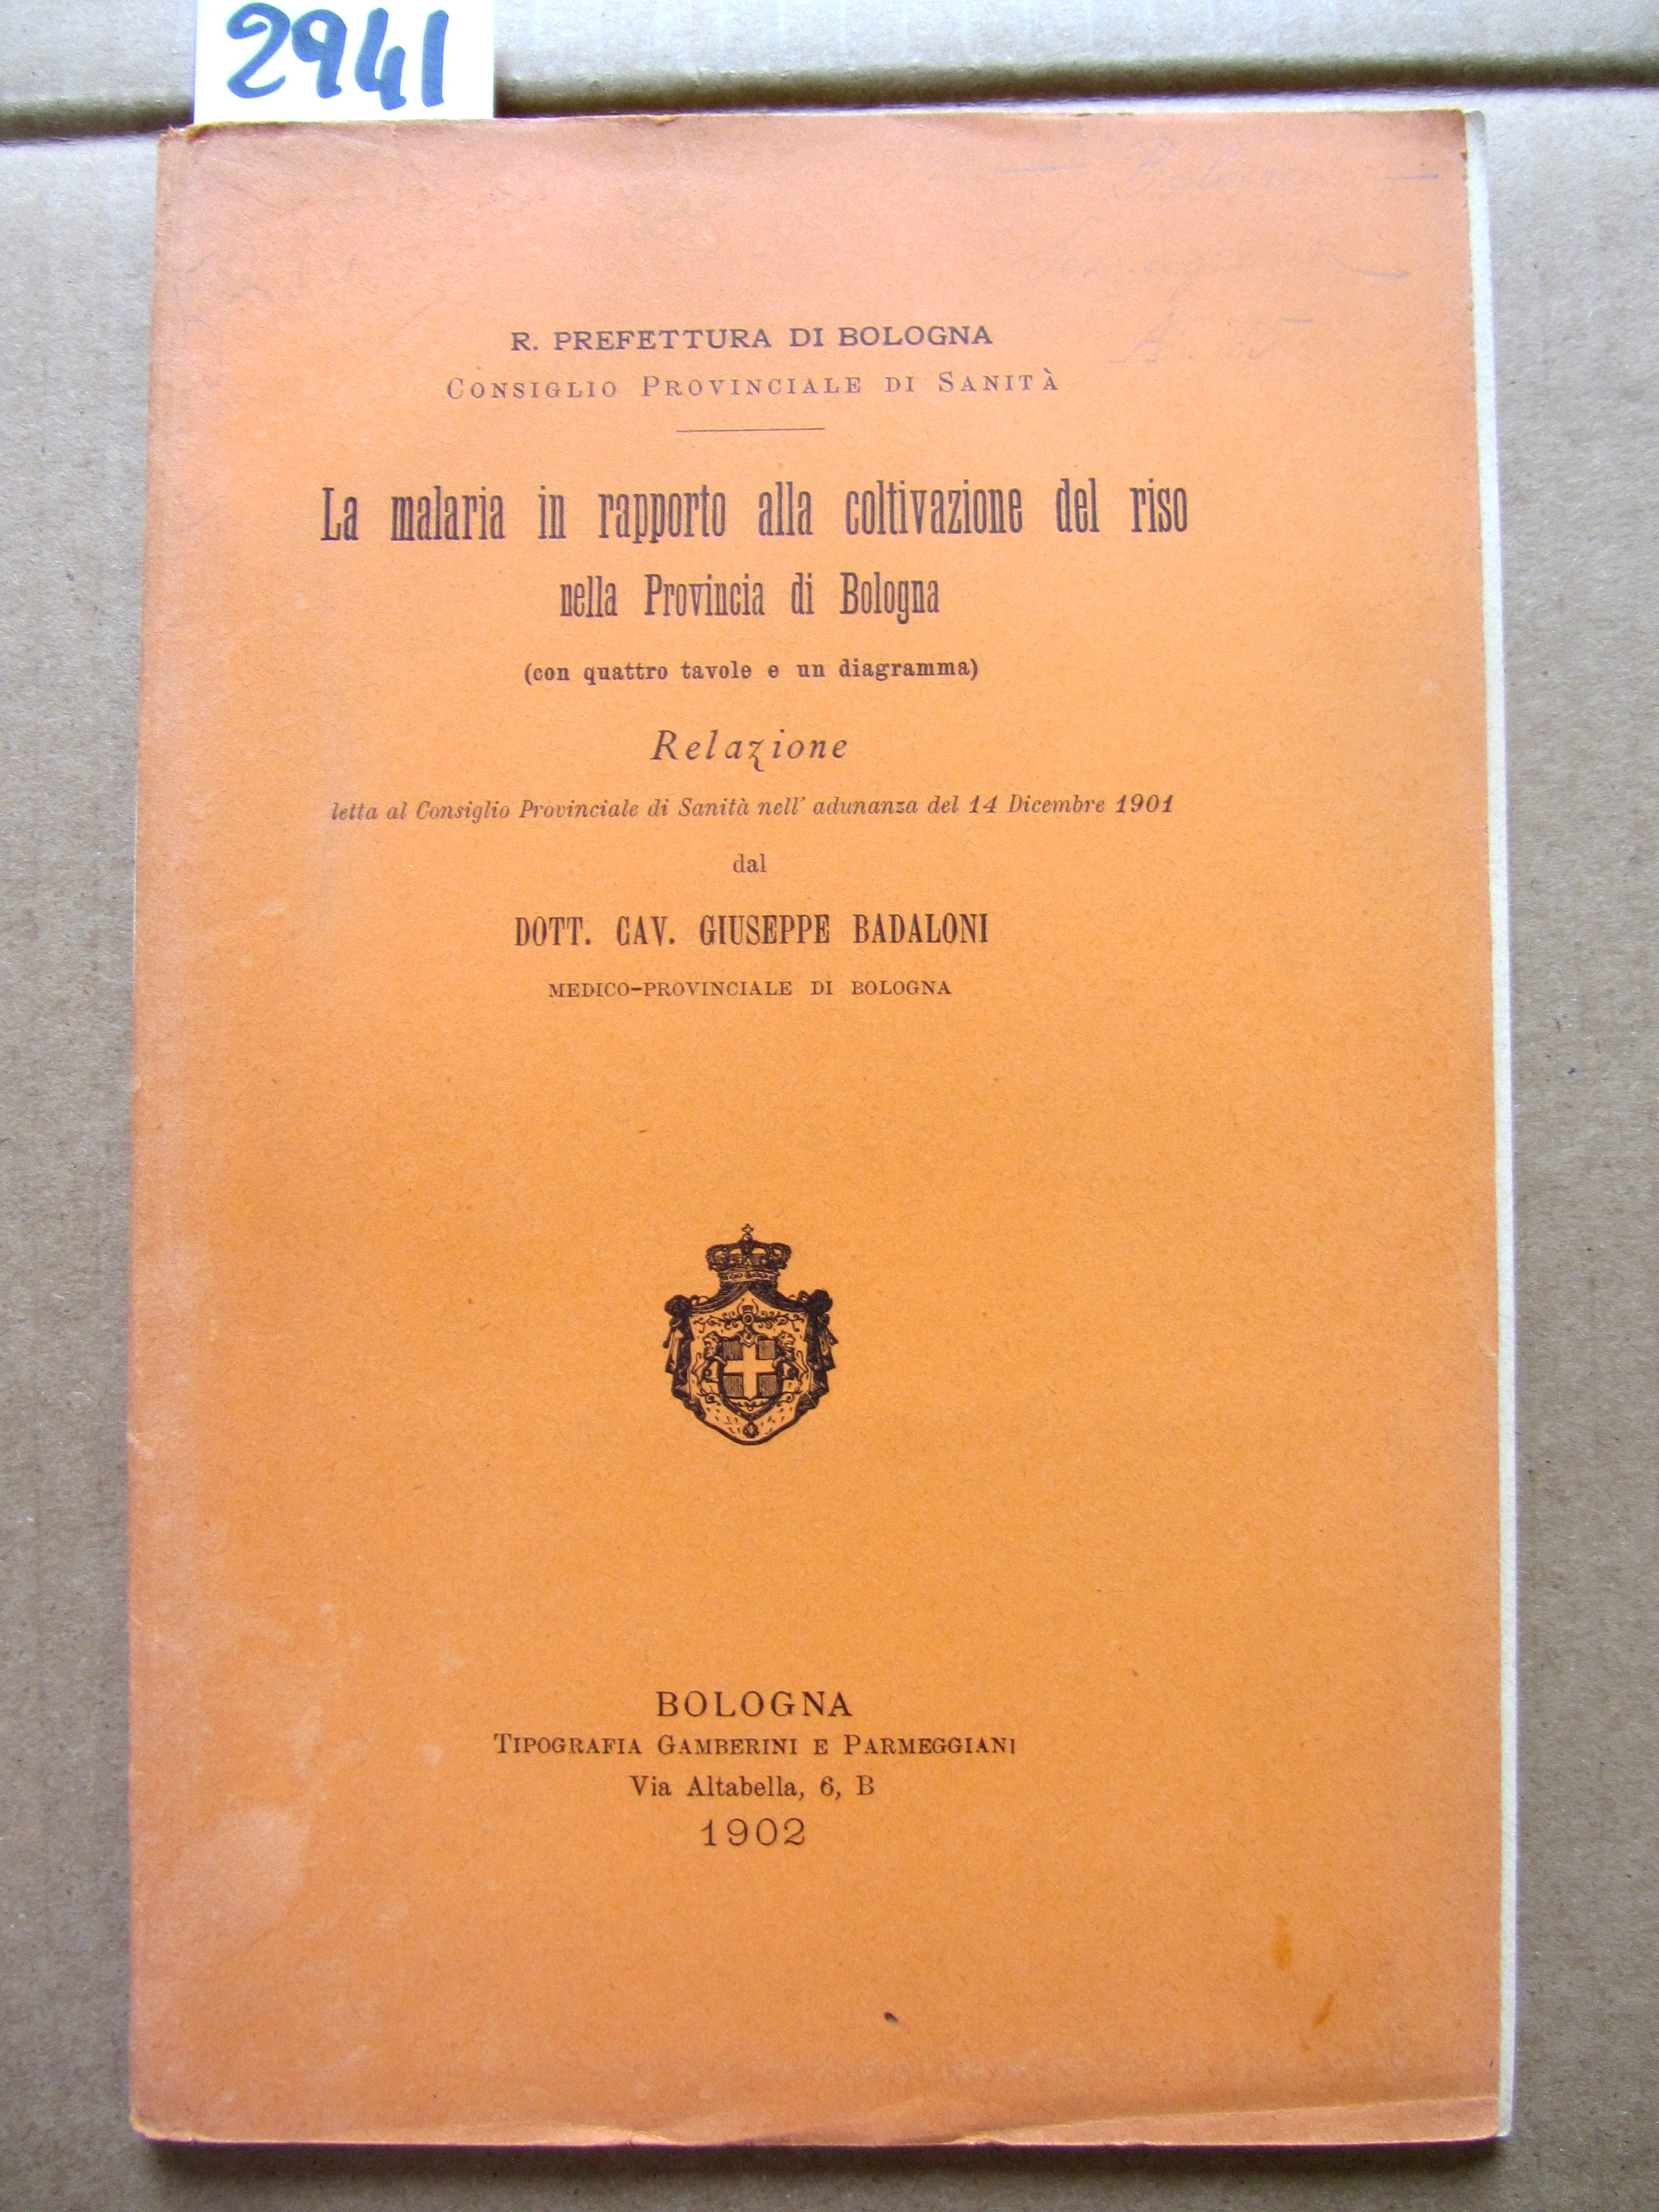 2941
R. PREFETTURA DI BOLOGNA
CONSIGLIO PROVINCIALE DI SANITÀ
La malaria in rapporto alla coltivazione del riso
nella Provincia di Bologna
(con quattro tavole e un diagramma)
Relazione
letta al Consiglio Provinciale di Sanità nell' adunanza del 14 Dicembre 1901
dal
DOTT. CAV. GIUSEPPE BADALONI
MEDICO-PROVINCIALE DI BOLOGNA
BOLOGNA
TIPOGRAFIA GAMBERINI E PARMEGGIANI
Via Altabella, 6, B
1902